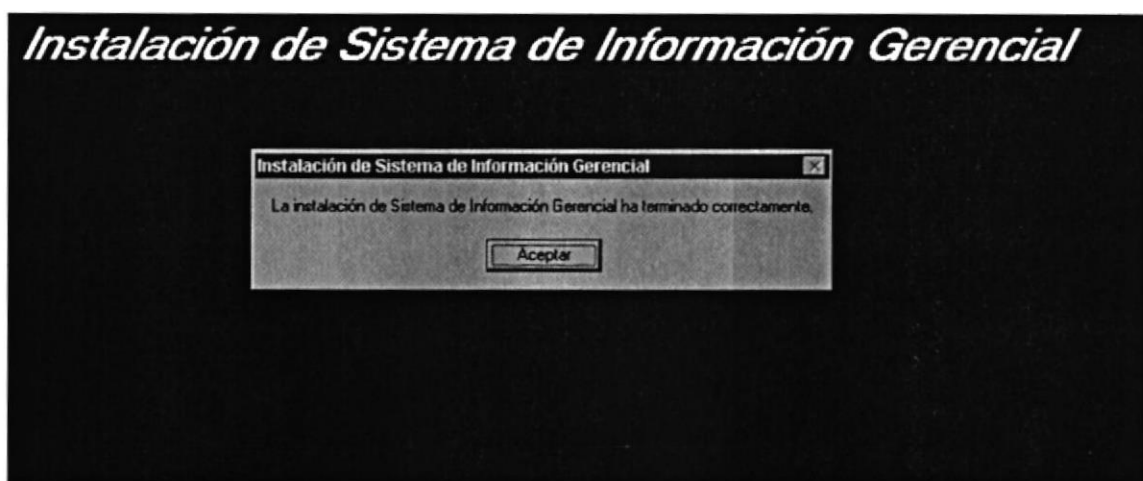 Instalación de Sistema de Información Gerencial
Instalación de Sistema de Información Gerencial
La instalación de Sistema de Información Gerencial ha terminado correctamente.
Aceptar